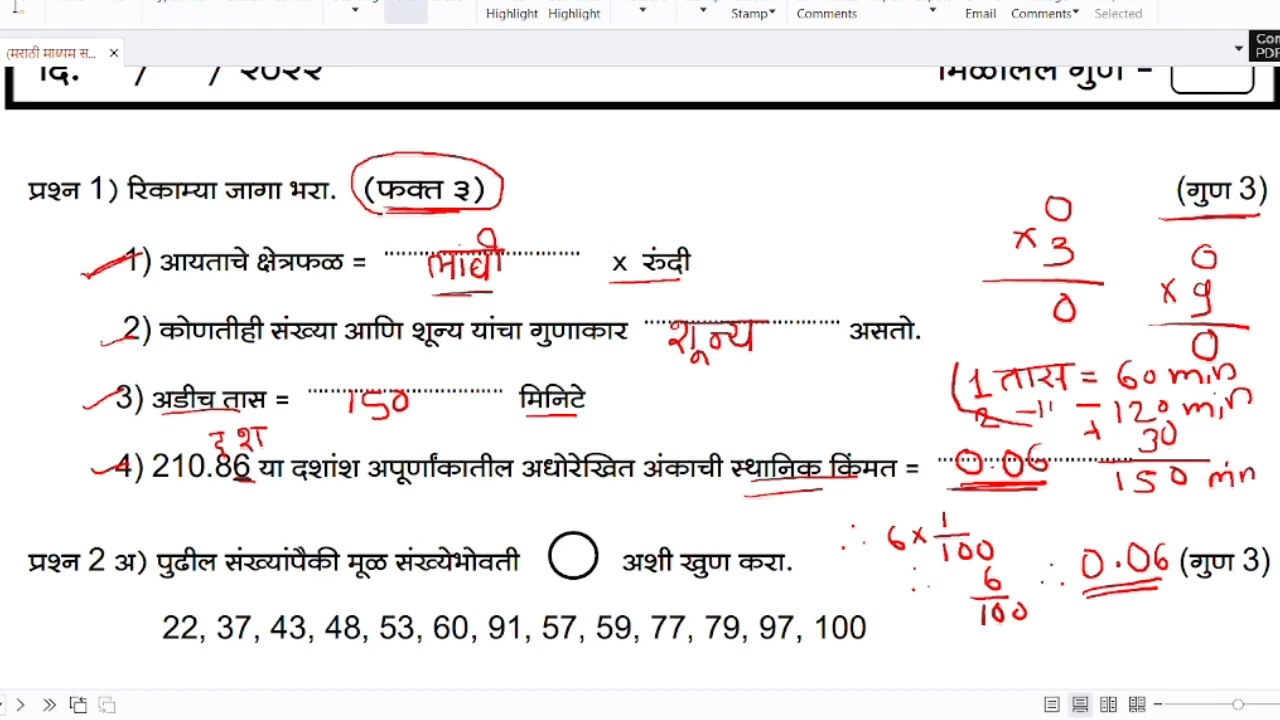 Highlight Highlight Stamp Comments Email Comments Selected
(मराठी माध्यम स... ×
दि. / / २०२२ मिळालेले गुण =
प्रश्न 1) रिकाम्या जागा भरा. (फक्त ३) (गुण 3)
1) आयताचे क्षेत्रफळ = लांबी x रुंदी
2) कोणतीही संख्या आणि शून्य यांचा गुणाकार शून्य असतो.
3) अडीच तास = 150 मिनिटे
दश
4) 210.86 या दशांश अपूर्णांकातील अधोरेखित अंकाची स्थानिक किंमत = 0.06
0
× 3
0
0
× 9
0
1 तास = 60 min
2 -11- 120 min
+ 30
150 min
∴ 6 × 1/100
∴ 6/100
∴ 0.06
प्रश्न 2 अ) पुढील संख्यांपैकी मूळ संख्येभोवती अशी खुण करा. (गुण 3)
22, 37, 43, 48, 53, 60, 91, 57, 59, 77, 79, 97, 100